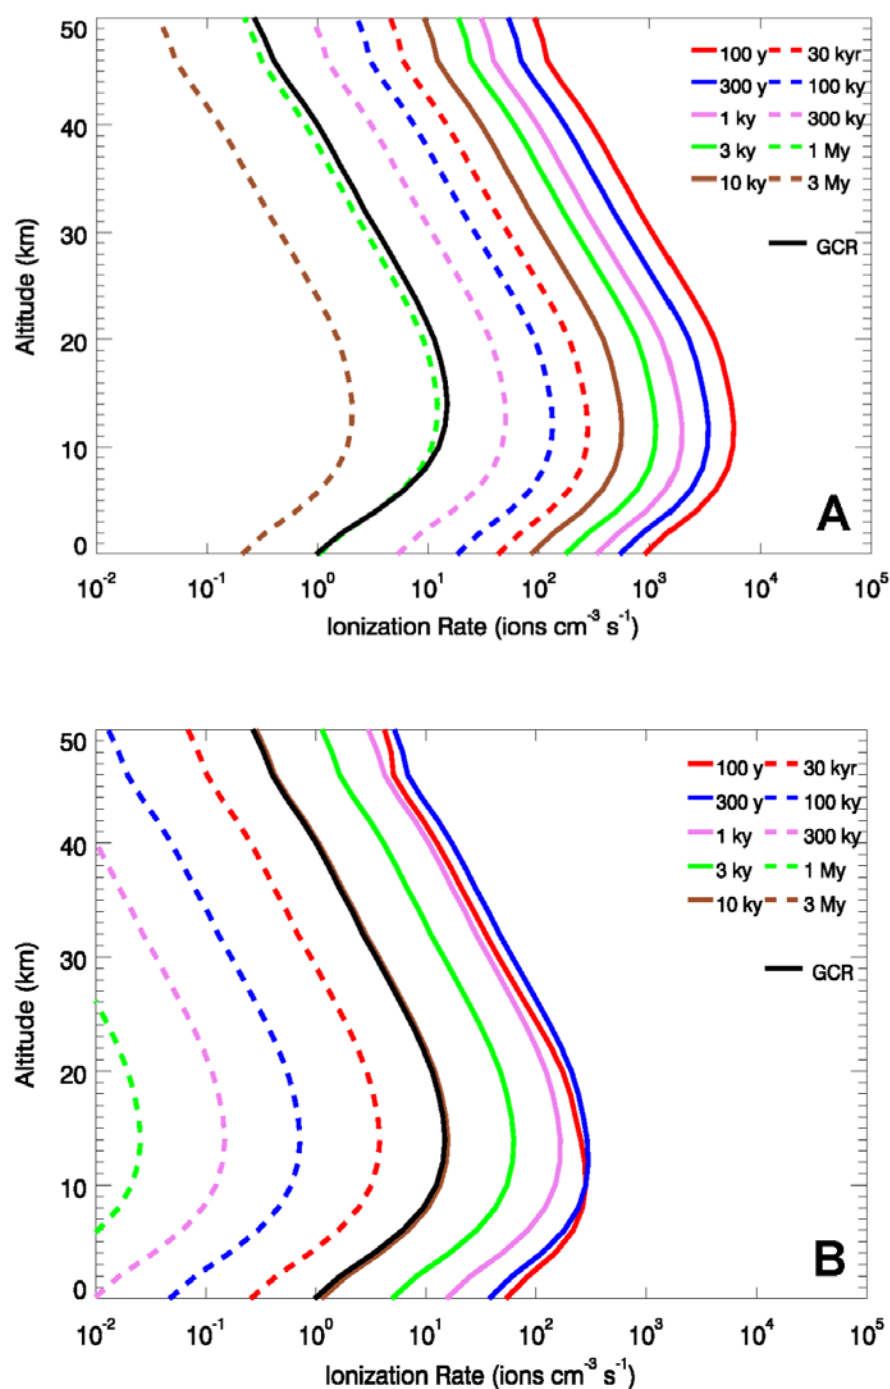 50
40
30
20
10
0
Altitude (km)
100 y 30 kyr
300 y 100 ky
1 ky 300 ky
3 ky 1 My
10 ky 3 My
GCR
A
10⁻² 10⁻¹ 10⁰ 10¹ 10² 10³ 10⁴ 10⁵
Ionization Rate (ions cm⁻³ s⁻¹)
50
40
30
20
10
0
Altitude (km)
100 y 30 kyr
300 y 100 ky
1 ky 300 ky
3 ky 1 My
10 ky 3 My
GCR
B
10⁻² 10⁻¹ 10⁰ 10¹ 10² 10³ 10⁴ 10⁵
Ionization Rate (ions cm⁻³ s⁻¹)